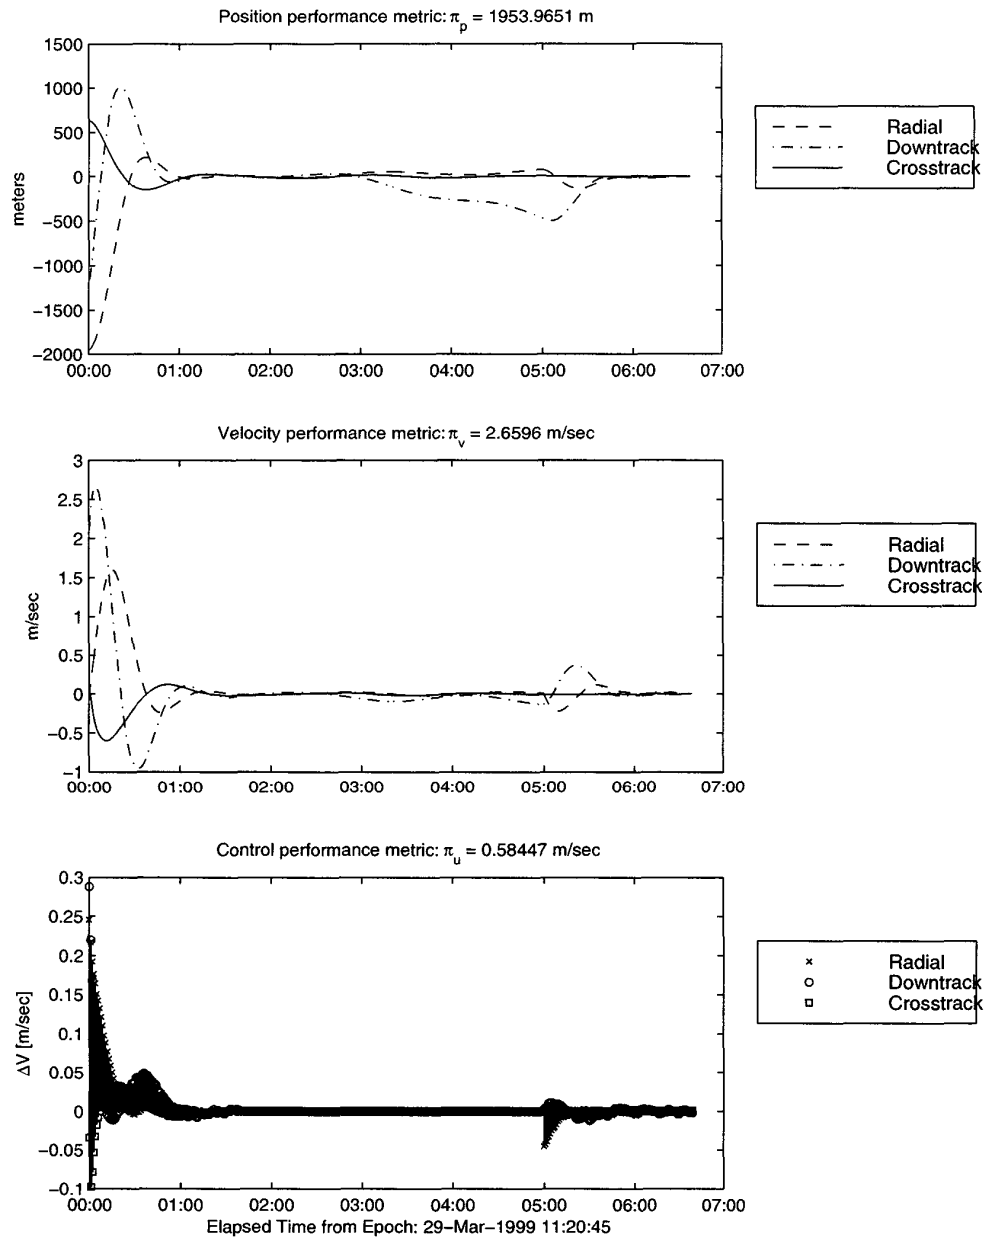 Position performance metric: πp = 1953.9651 m
1500
1000
500
0
−500
−1000
−1500
−2000
meters
00:00 01:00 02:00 03:00 04:00 05:00 06:00 07:00
Radial
Downtrack
Crosstrack
Velocity performance metric: πv = 2.6596 m/sec
3
2.5
2
1.5
1
0.5
0
−0.5
−1
m/sec
00:00 01:00 02:00 03:00 04:00 05:00 06:00 07:00
Radial
Downtrack
Crosstrack
Control performance metric: πu = 0.58447 m/sec
0.3
0.25
0.2
0.15
0.1
0.05
0
−0.05
−0.1
ΔV [m/sec]
00:00 01:00 02:00 03:00 04:00 05:00 06:00 07:00
Elapsed Time from Epoch: 29−Mar−1999 11:20:45
Radial
Downtrack
Crosstrack